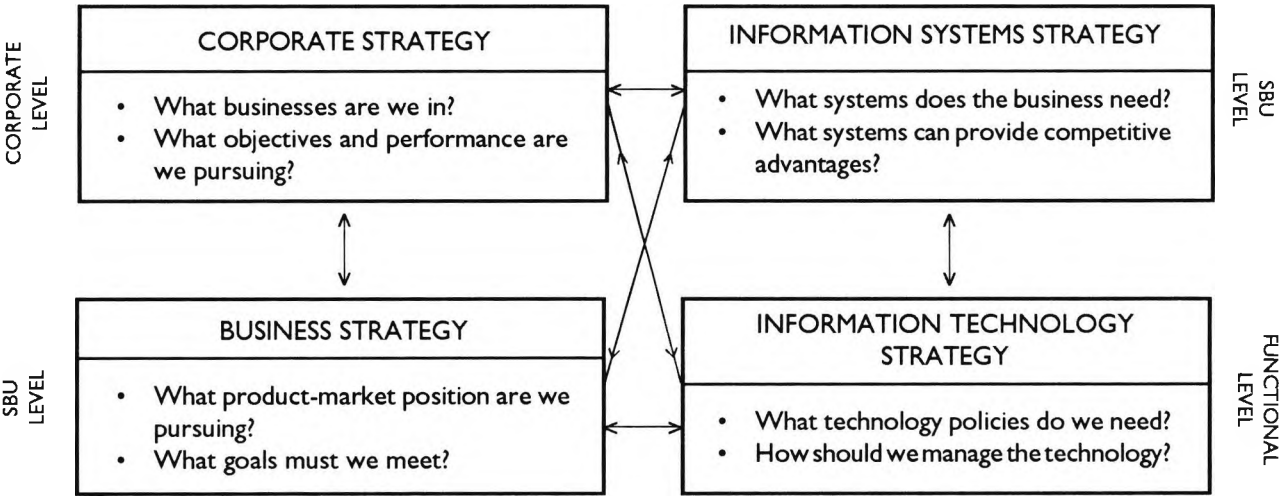 CORPORATE LEVEL
CORPORATE STRATEGY
• What businesses are we in?
• What objectives and performance are
we pursuing?
INFORMATION SYSTEMS STRATEGY
• What systems does the business need?
• What systems can provide competitive
advantages?
SBU LEVEL
SBU LEVEL
BUSINESS STRATEGY
• What product-market position are we
pursuing?
• What goals must we meet?
INFORMATION TECHNOLOGY
STRATEGY
• What technology policies do we need?
• How should we manage the technology?
FUNCTIONAL LEVEL